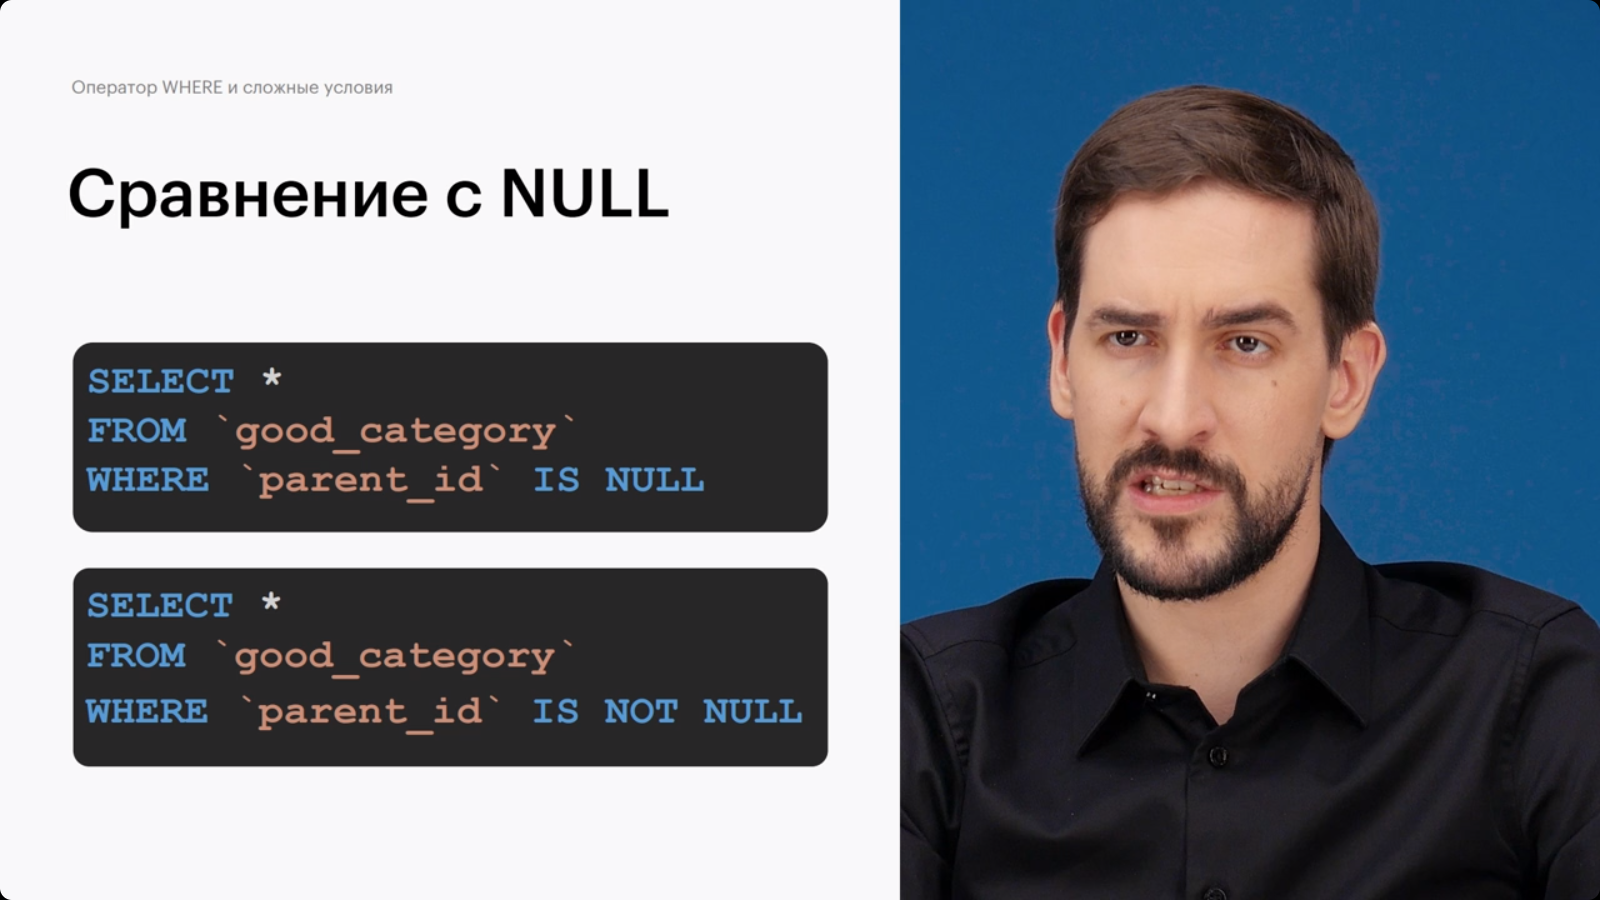 Оператор WHERE и сложные условия
Сравнение с NULL
SELECT *
FROM `good_category`
WHERE `parent_id` IS NULL
SELECT *
FROM `good_category`
WHERE `parent_id` IS NOT NULL